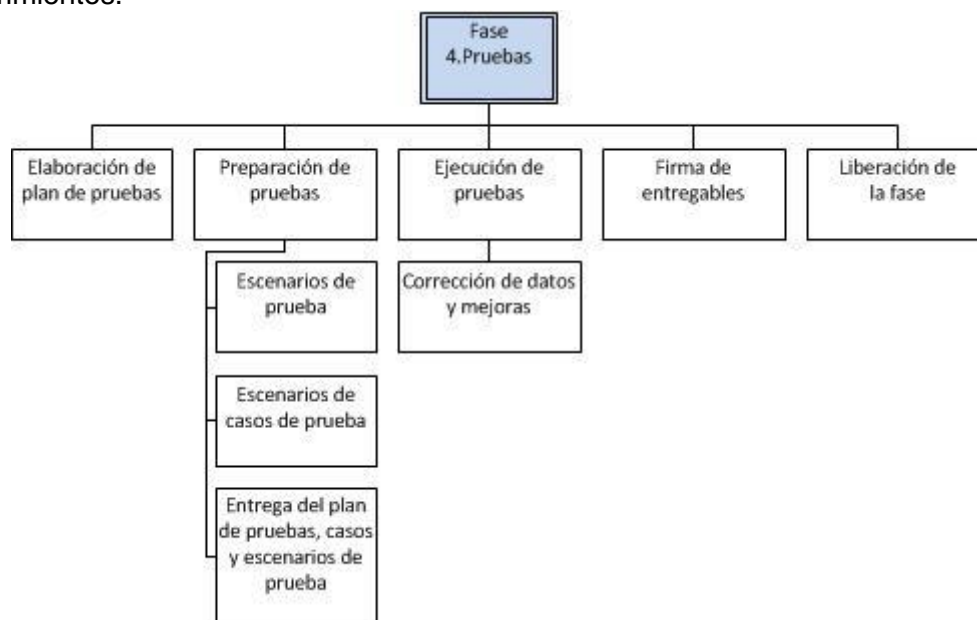 Fase
4.Pruebas
Elaboración de
plan de pruebas
Preparación de
pruebas
Ejecución de
pruebas
Firma de
entregables
Liberación de
la fase
Escenarios de
prueba
Corrección de datos
y mejoras
Escenarios de
casos de prueba
Entrega del plan
de pruebas, casos
y escenarios de
prueba